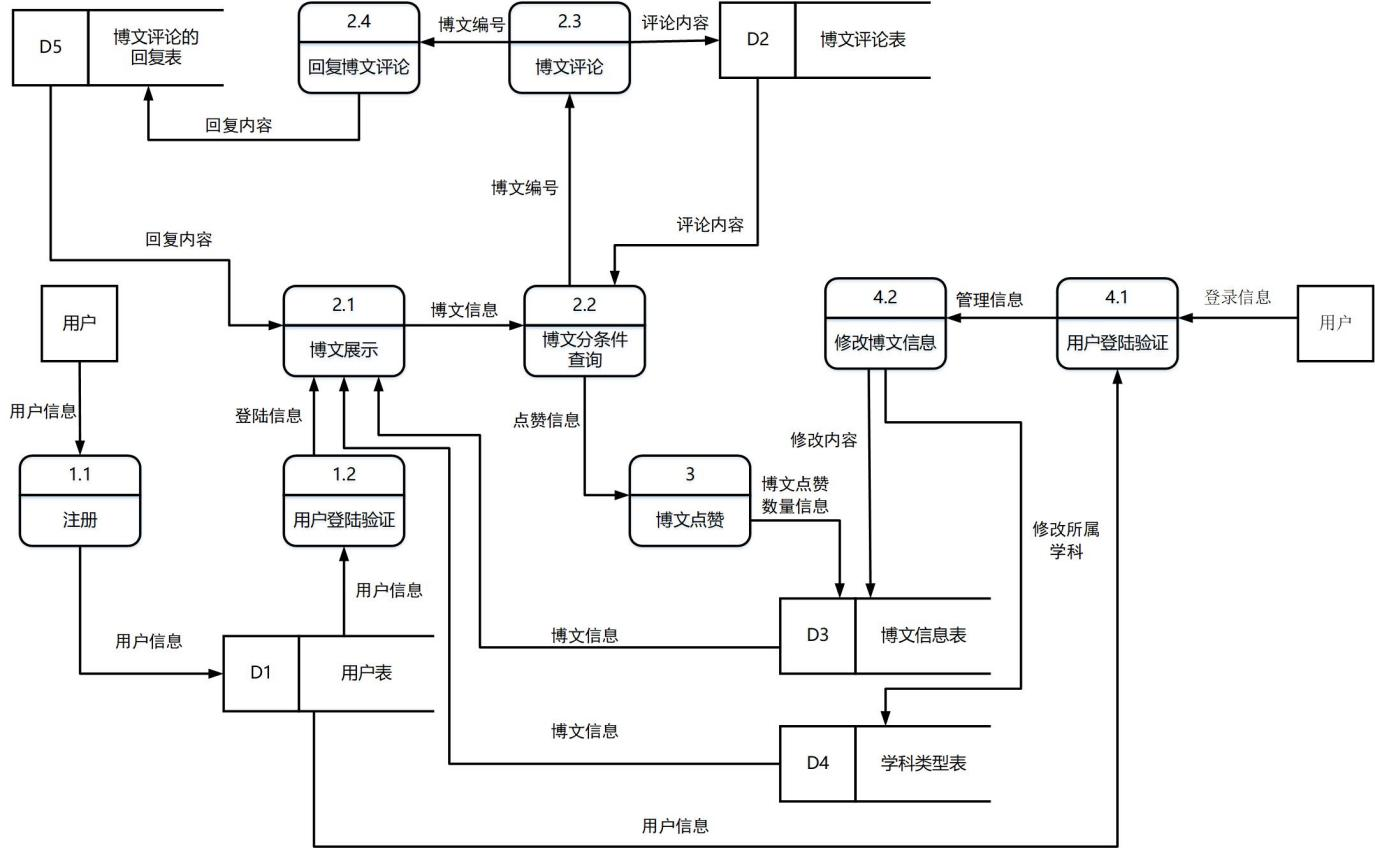 D5
博文评论的
回复表
2.4
回复博文评论
博文编号
2.3
博文评论
评论内容
D2
博文评论表
回复内容
博文编号
评论内容
回复内容
用户
2.1
博文展示
博文信息
2.2
博文分条件
查询
4.2
修改博文信息
管理信息
4.1
用户登陆验证
登录信息
用户
用户信息
登陆信息
点赞信息
修改内容
1.1
注册
1.2
用户登陆验证
3
博文点赞
博文点赞
数量信息
修改所属
学科
用户信息
用户信息
D1
用户表
博文信息
D3
博文信息表
博文信息
D4
学科类型表
用户信息